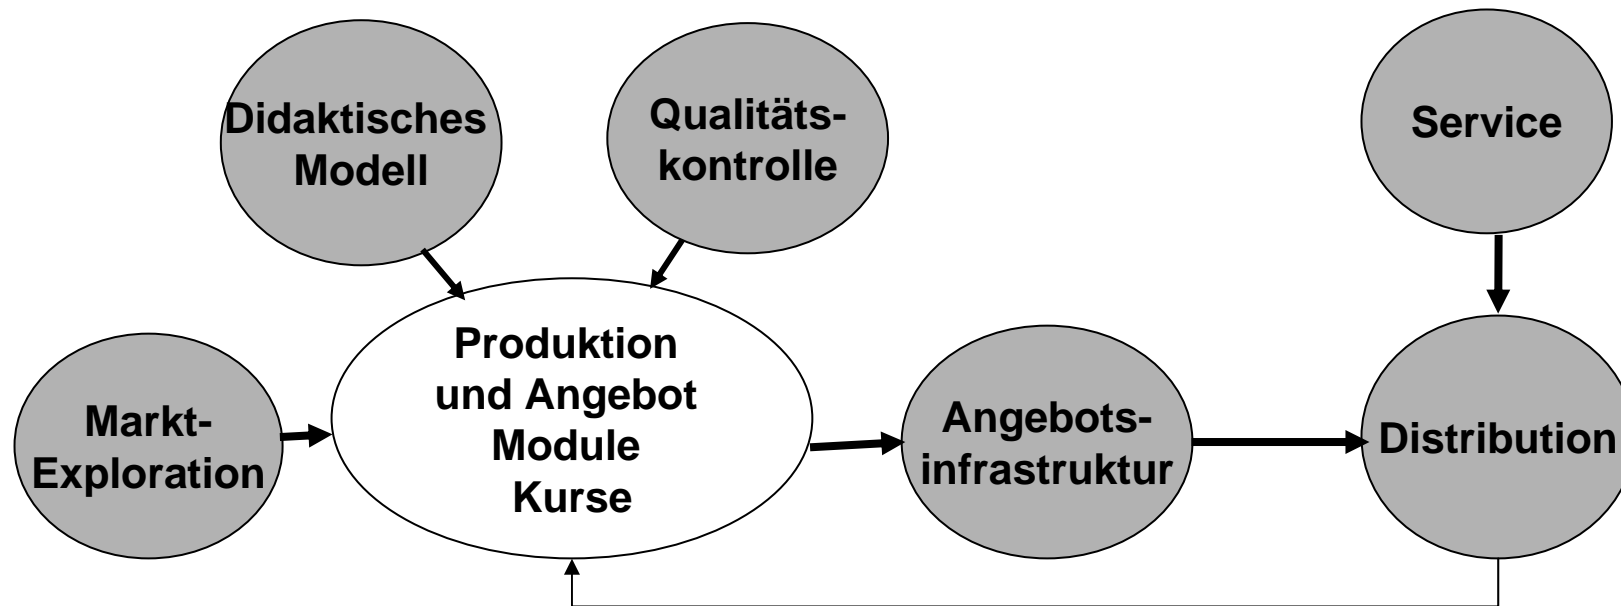 Didaktisches
Modell
Qualitäts-
kontrolle
Service
Markt-
Exploration
Produktion
und Angebot
Module
Kurse
Angebots-
infrastruktur
Distribution